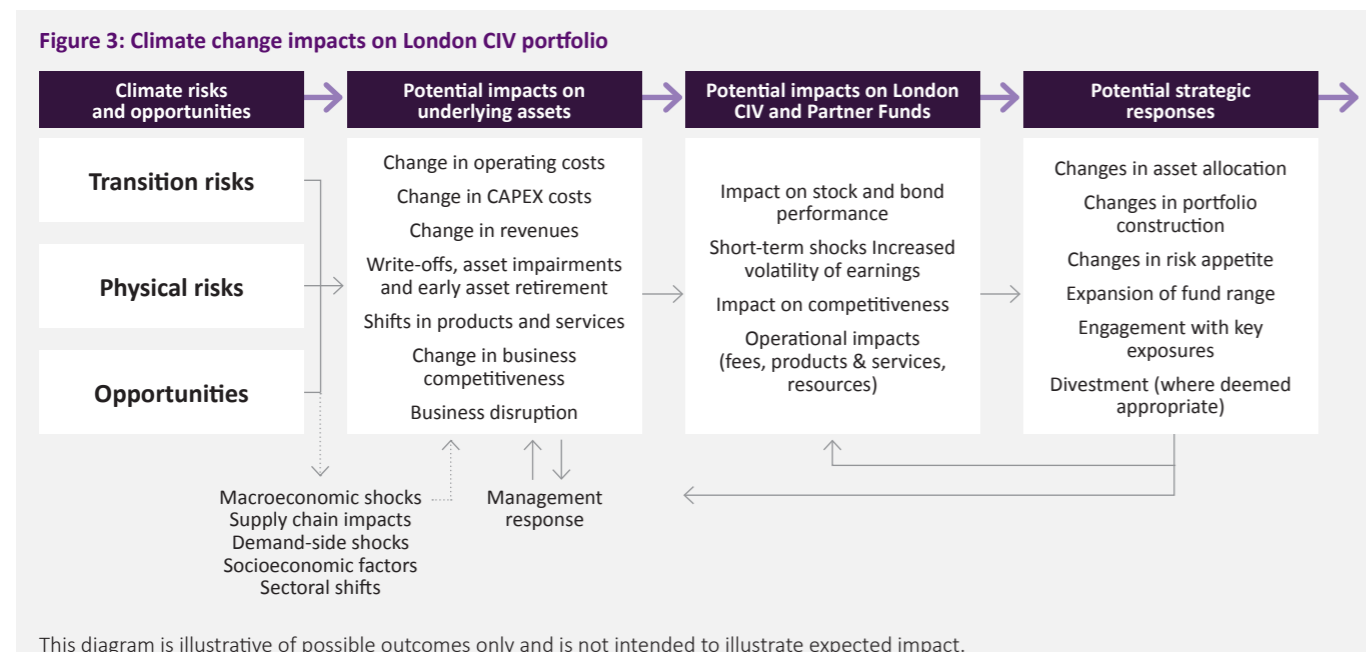 Figure 3: Climate change impacts on London CIV portfolio
Climate risks
and opportunities
Potential impacts on
underlying assets
Potential impacts on London
CIV and Partner Funds
Potential strategic
responses
Transition risks
Physical risks
Opportunities
Change in operating costs
Change in CAPEX costs
Change in revenues
Write-offs, asset impairments
and early asset retirement
Shifts in products and services
Change in business
competitiveness
Business disruption
Impact on stock and bond
performance
Short-term shocks Increased
volatility of earnings
Impact on competitiveness
Operational impacts
(fees, products & services,
resources)
Changes in asset allocation
Changes in portfolio
construction
Changes in risk appetite
Expansion of fund range
Engagement with key
exposures
Divestment (where deemed
appropriate)
Macroeconomic shocks
Supply chain impacts
Demand-side shocks
Socioeconomic factors
Sectoral shifts
Management
response
This diagram is illustrative of possible outcomes only and is not intended to illustrate expected impact.